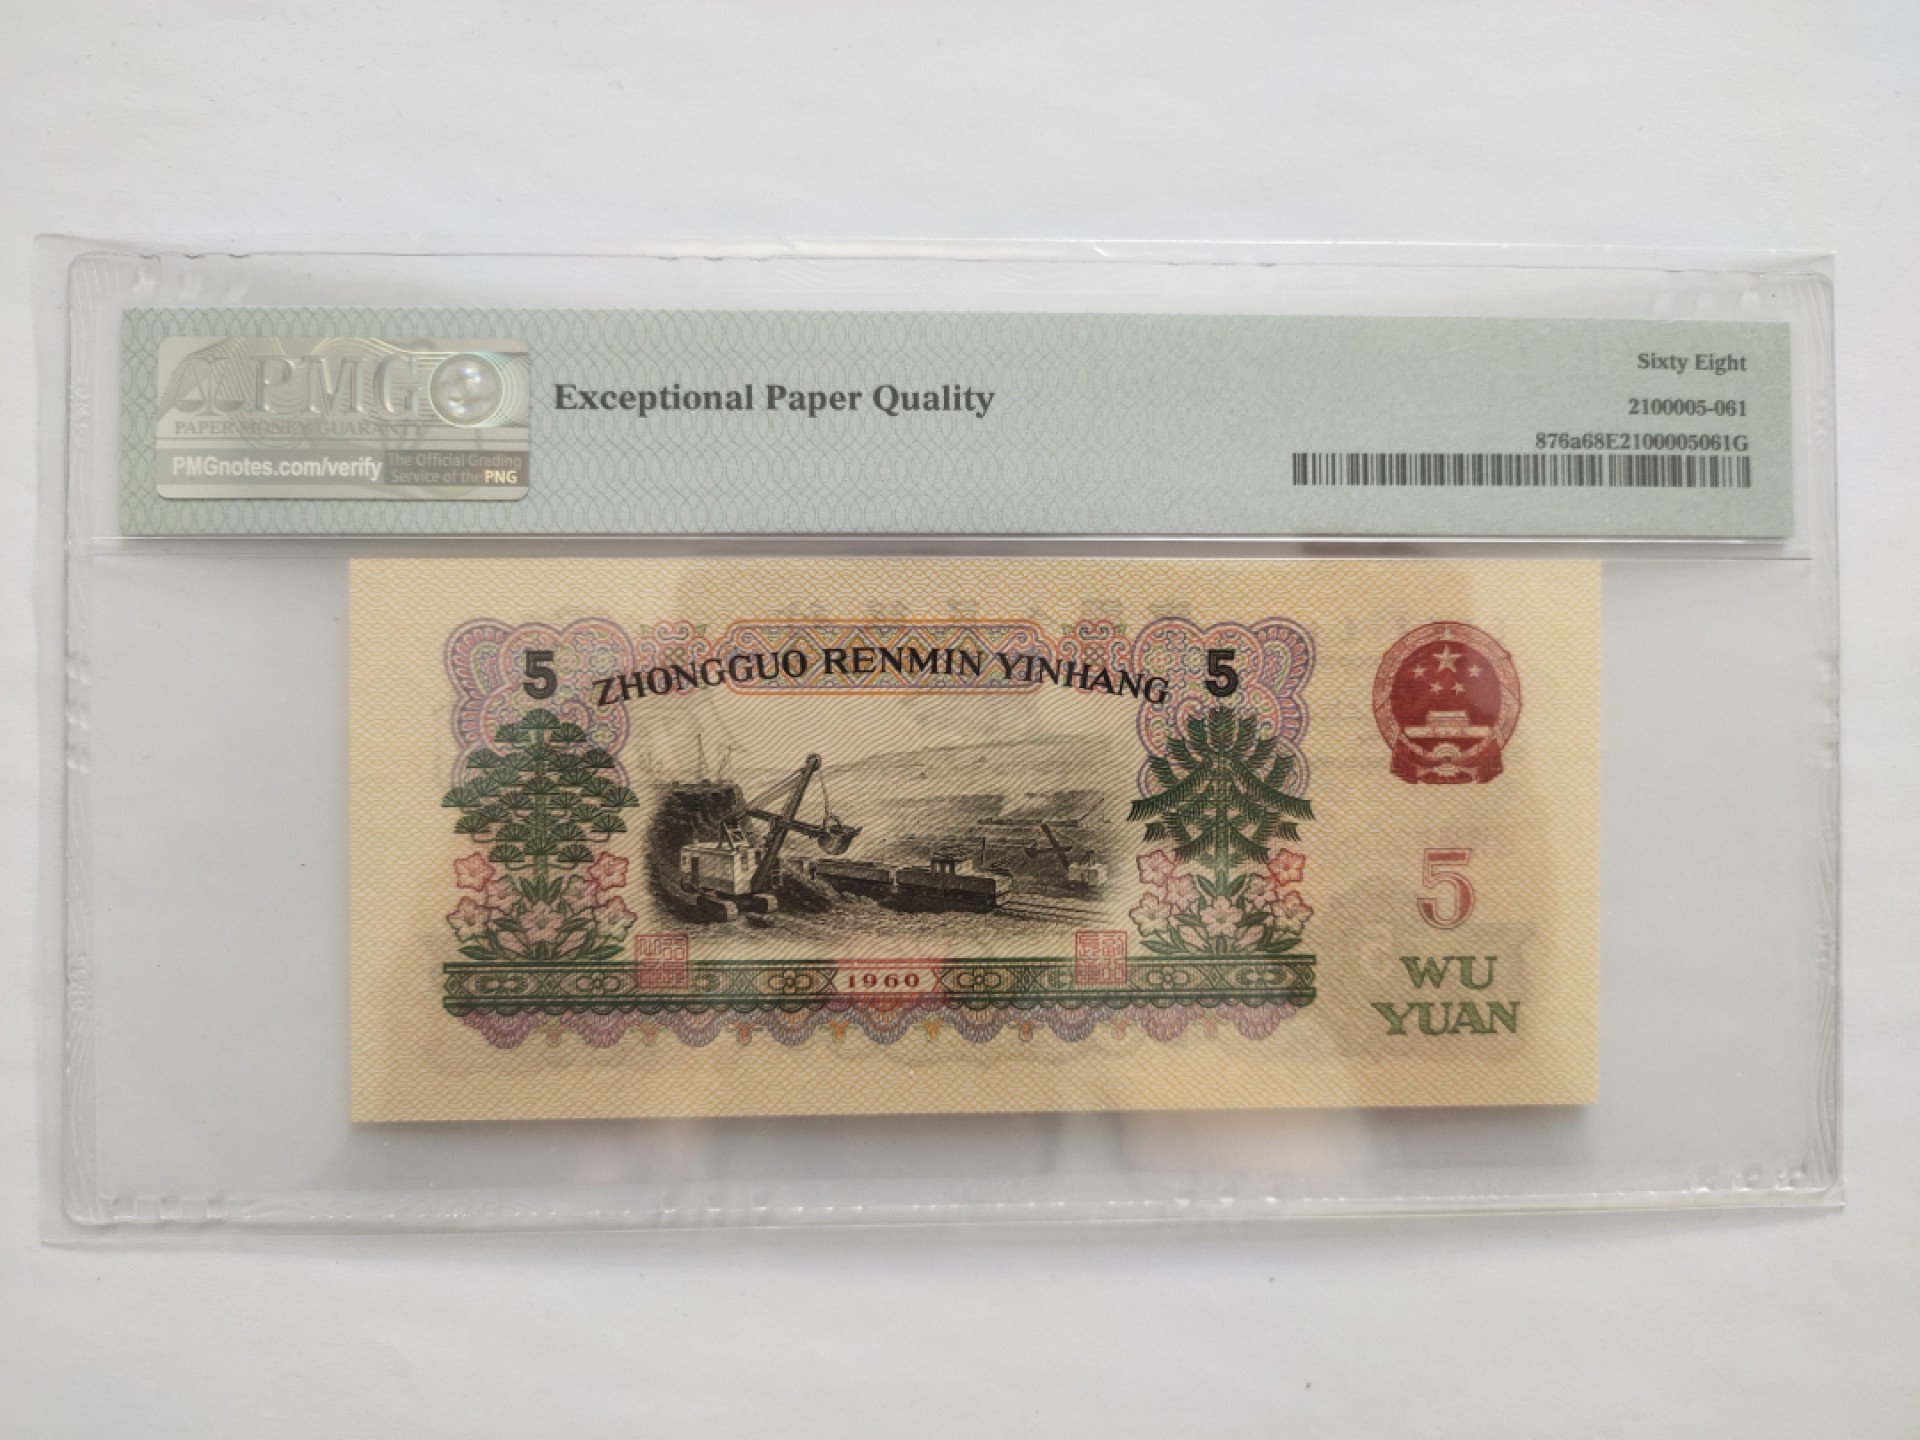 PMG
PAPER MONEY GUARANTY
PMGnotes.com/verify
The Official Grading
Service of the PNG
Exceptional Paper Quality
Sixty Eight
2100005-061
876a68E2100005061G
5 ZHONGGUO RENMIN YINHANG 5
1960
5
WU
YUAN